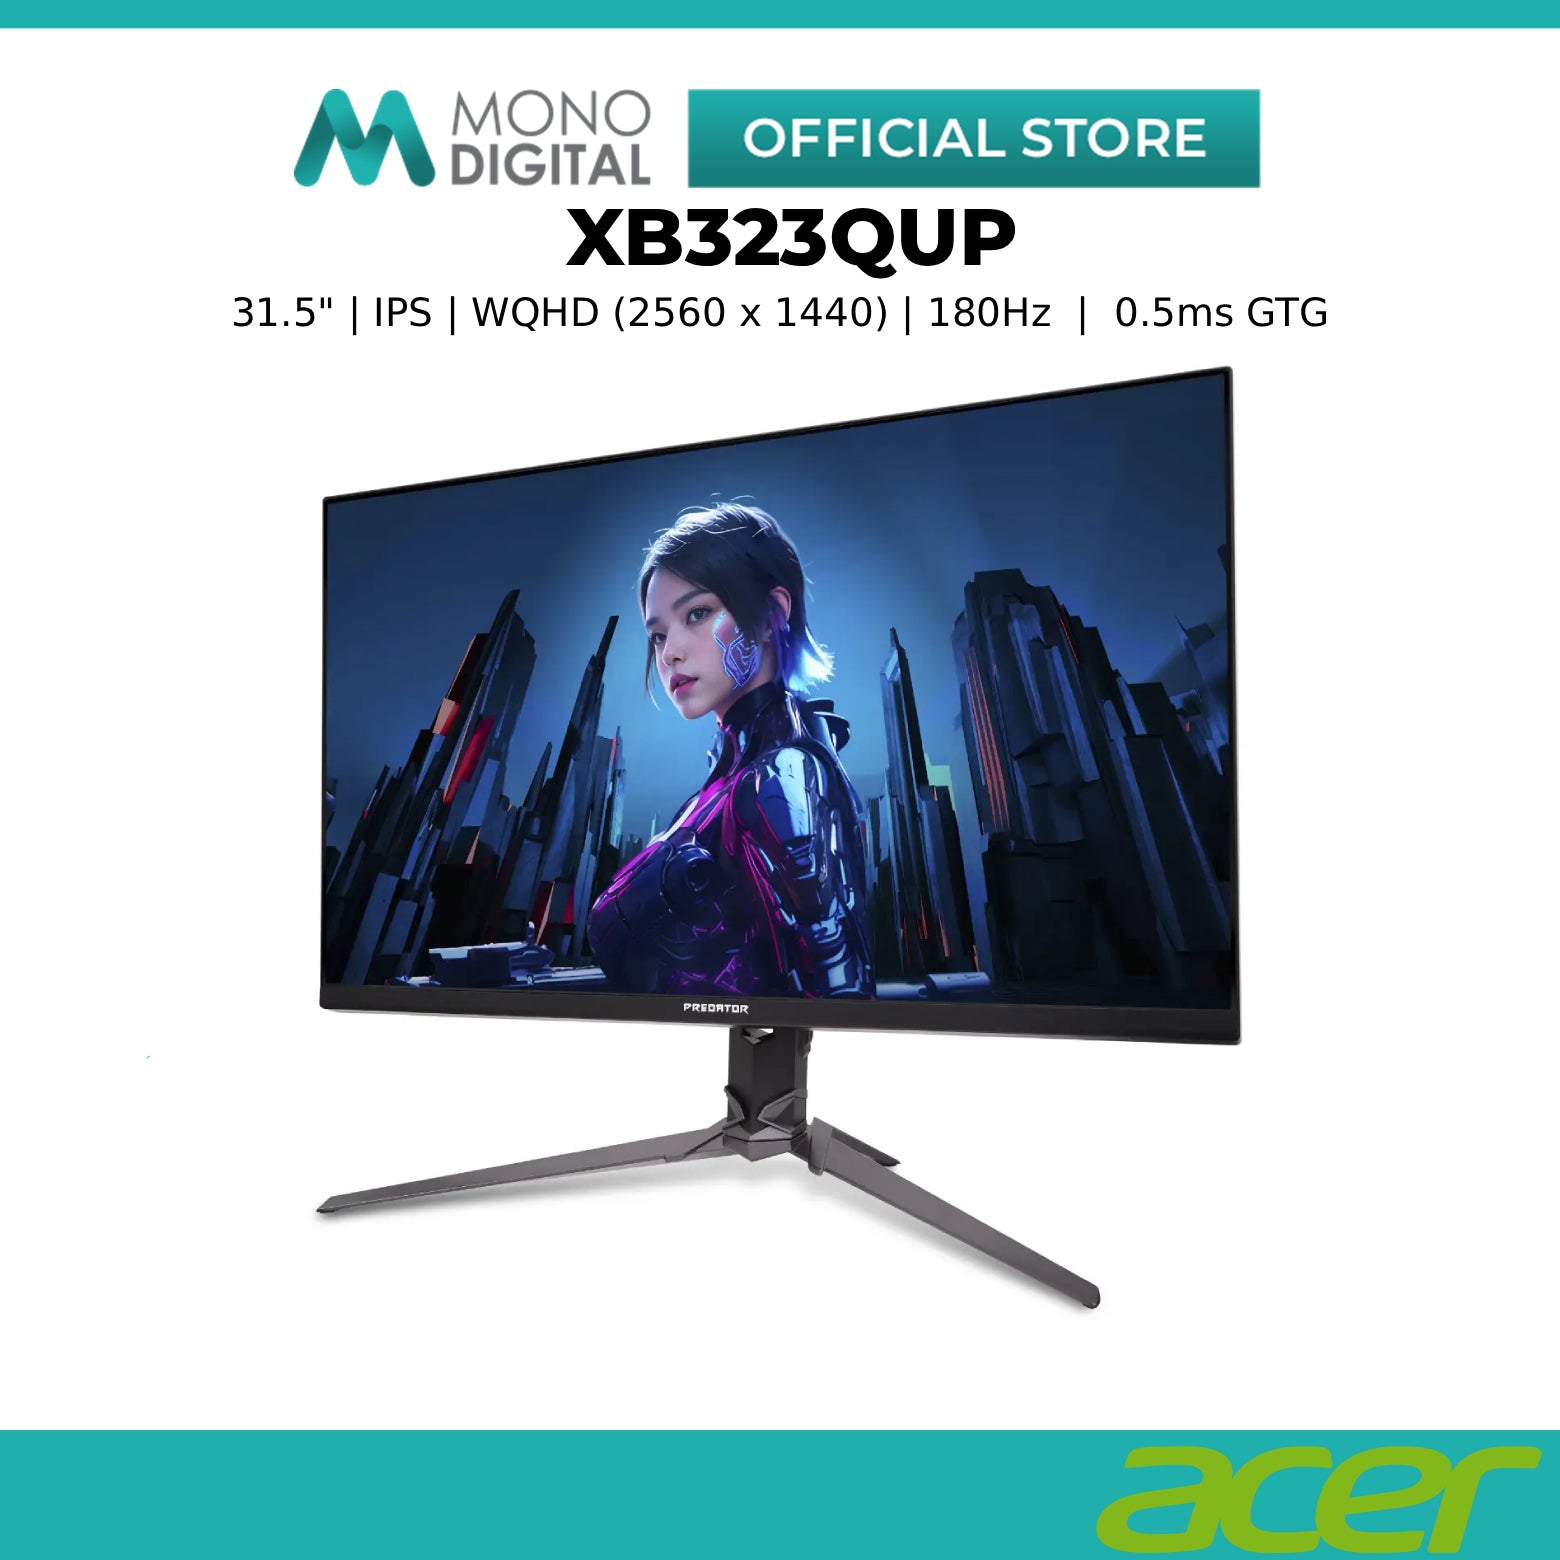 MONO
DIGITAL
OFFICIAL STORE
XB323QUP
31.5" | IPS | WQHD (2560 x 1440) | 180Hz | 0.5ms GTG
PREDATOR
acer